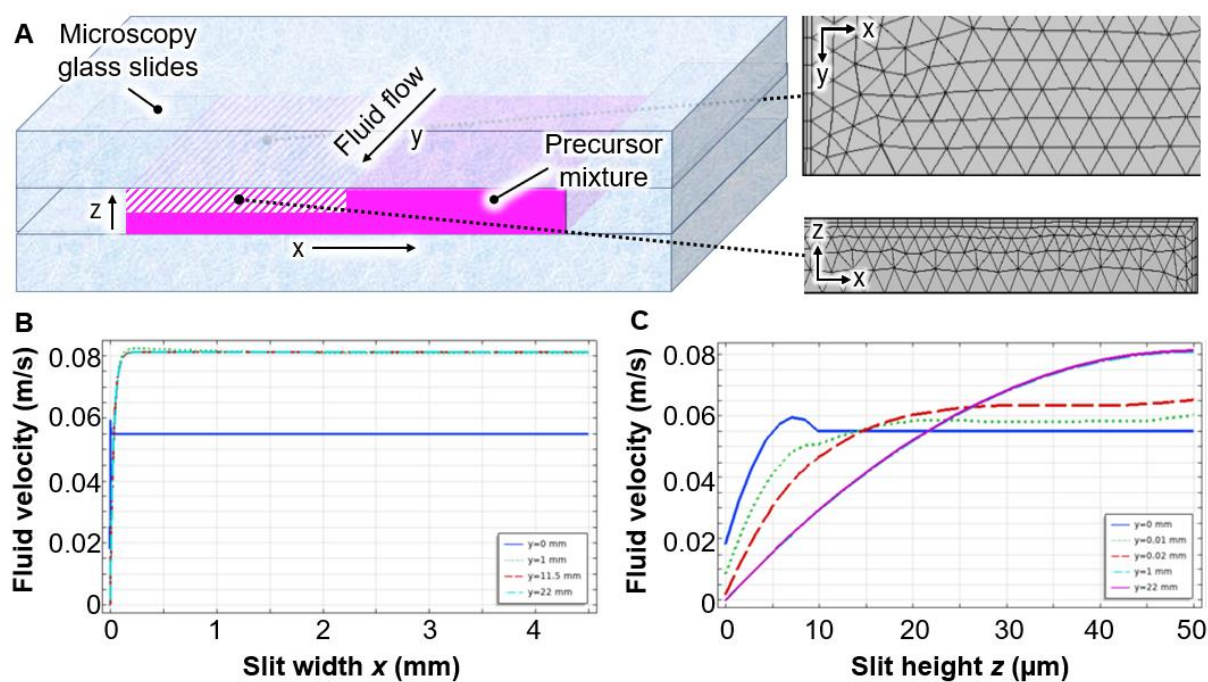 A
Microscopy
glass slides
Fluid flow
y
Precursor
mixture
z
x
x
y
z
x
B
Fluid velocity (m/s)
0.08
0.06
0.04
0.02
0
y=0 mm
y=1 mm
y=11.5 mm
y=22 mm
0 1 2 3 4
Slit width x (mm)
C
Fluid velocity (m/s)
0.08
0.06
0.04
0.02
0
y=0 mm
y=0.01 mm
y=0.02 mm
y=1 mm
y=22 mm
0 10 20 30 40 50
Slit height z (µm)